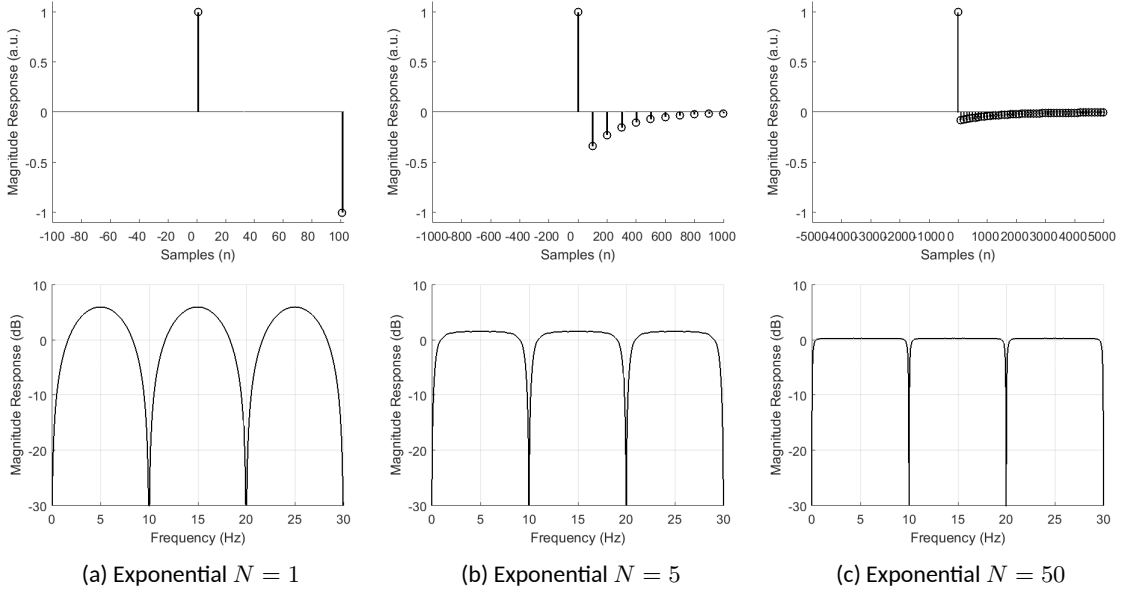 Magnitude Response (a.u.)
1
0.5
0
-0.5
-1
-100 -80 -60 -40 -20 0 20 40 60 80 100
Samples (n)
Magnitude Response (a.u.)
1
0.5
0
-0.5
-1
-1000-800 -600 -400 -200 0 200 400 600 800 1000
Samples (n)
Magnitude Response (a.u.)
1
0.5
0
-0.5
-1
-5000-4000-3000-2000-1000 0 1000 2000 3000 4000 5000
Samples (n)
Magnitude Response (dB)
10
0
-10
-20
-30
0 5 10 15 20 25 30
Frequency (Hz)
Magnitude Response (dB)
10
0
-10
-20
-30
0 5 10 15 20 25 30
Frequency (Hz)
Magnitude Response (dB)
10
0
-10
-20
-30
0 5 10 15 20 25 30
Frequency (Hz)
(a) Exponential N = 1
(b) Exponential N = 5
(c) Exponential N = 50